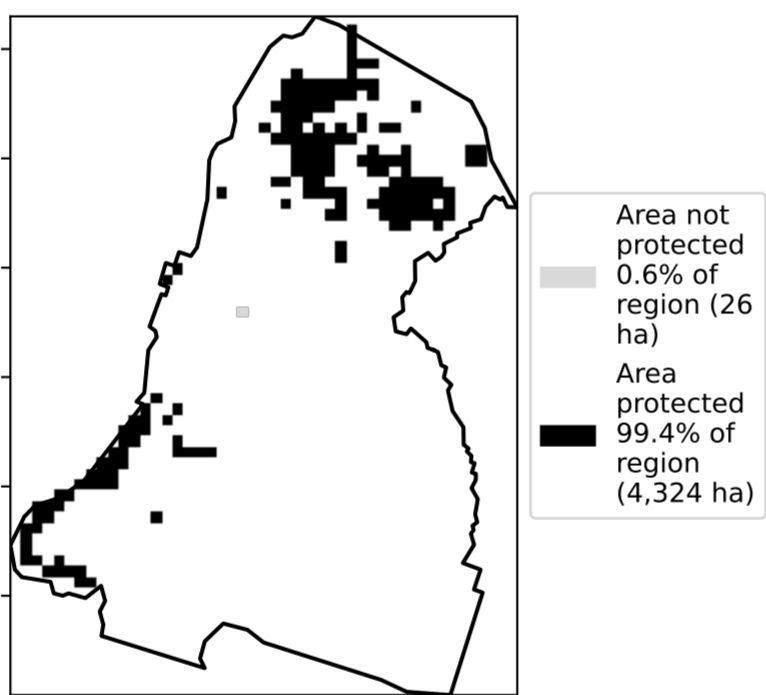 Area not
protected
0.6% of
region (26
ha)
Area
protected
99.4% of
region
(4,324 ha)